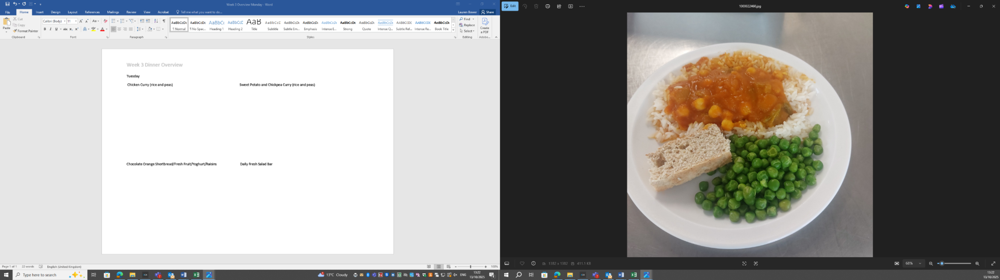 Week 3 Overview Monday - Word
File Home Insert Design Layout References Mailings Review View Acrobat Tell me what you want to do... Lauren Bower Share
Paste
Cut
Copy
Format Painter
Calibri (Body) 11
AaBbCcDc AaBbCcDc AaBbCc AaBbCcC AaB AaBbCcC AaBbCcDc AaBbCcDc AaBbCcDc AaBbCcDc AaBbCcDc AaBbCcDc AABBCCDC AABBCCDC AaBbCcDc
¶ Normal ¶ No Spac... Heading 1 Heading 2 Title Subtitle Subtle Em... Emphasis Intense E... Strong Quote Intense Q... Subtle Ref... Intense Re... Book Title
Find
Replace
Select
Create
a PDF
Clipboard Font Paragraph Styles Editing Adobe...
Week 3 Dinner Overview
Tuesday
Chicken Curry (rice and peas) Sweet Potato and Chickpea Curry (rice and peas)
Chocolate Orange Shortbread/Fresh Fruit/Yoghurt/Raisins Daily Fresh Salad Bar
Page 1 of 1 22 words English (United Kingdom) 100%
Type here to search 13°C Cloudy ENG 13:22
13/10/2025
Edit 1000022460.jpg
1382 x 1382 411.1 KB 68%
13:22
13/10/2025